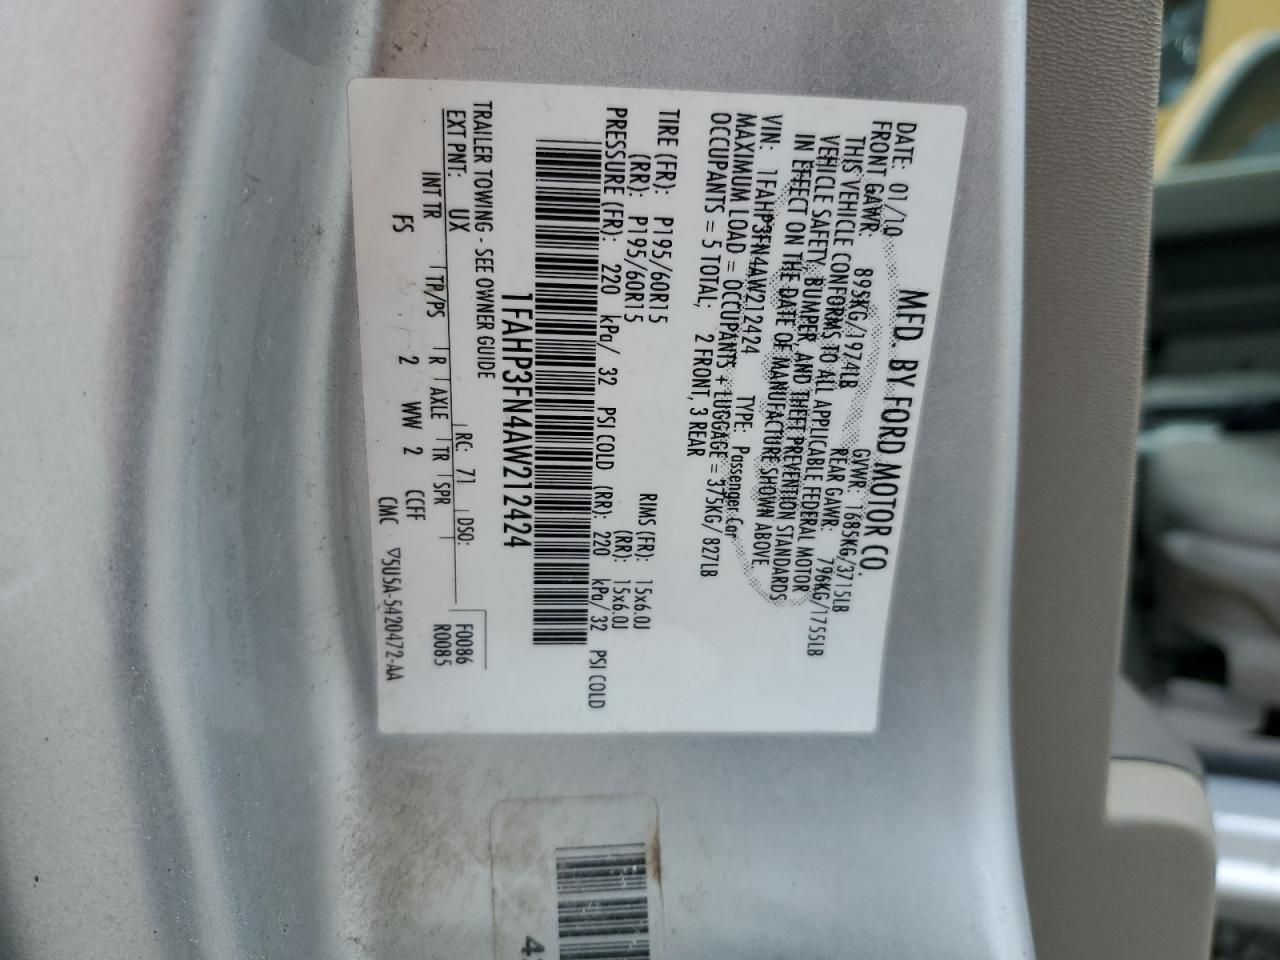 MFD. BY FORD MOTOR CO.
DATE: 01/10 GVWR: 1685KG/3715LB
FRONT GAWR: 895KG/1974LB REAR GAWR: 796KG/1755LB
THIS VEHICLE CONFORMS TO ALL APPLICABLE FEDERAL MOTOR
VEHICLE SAFETY, BUMPER, AND THEFT PREVENTION STANDARDS
IN EFFECT ON THE DATE OF MANUFACTURE SHOWN ABOVE.
VIN: 1FAHP3FN4AW212424 TYPE: Passenger Car
MAXIMUM LOAD = OCCUPANTS + LUGGAGE = 375KG/ 827LB
OCCUPANTS = 5 TOTAL; 2 FRONT, 3 REAR
TIRE (FR): P195/60R15 RIMS (FR): 15x6.0J
(RR): P195/60R15 (RR): 15x6.0J
PRESSURE (FR): 220 kPa/ 32 PSI COLD (RR): 220 kPa/ 32 PSI COLD
1FAHP3FN4AW212424
TRAILER TOWING - SEE OWNER GUIDE
EXT PNT: UX RC: 71 DSO: F0086
INT TR TP/PS R AXLE TR SPR R0085
FS 2 WW 2 CCFF
CMC ▽5U5A-5420472-AA